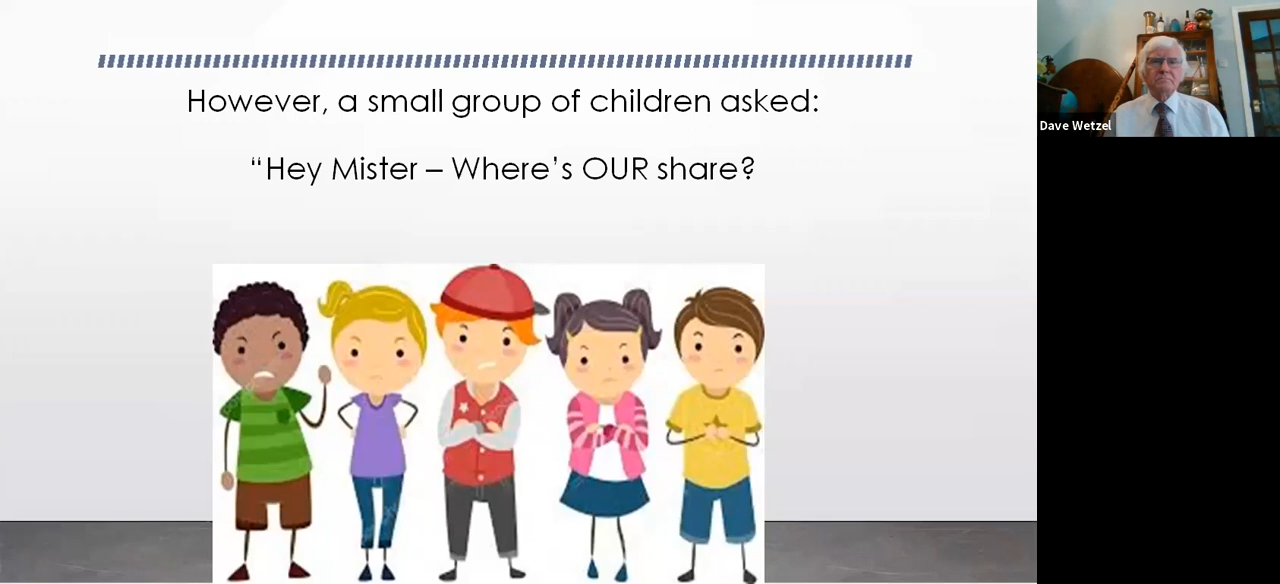 However, a small group of children asked:
“Hey Mister – Where’s OUR share?
Dave Wetzel